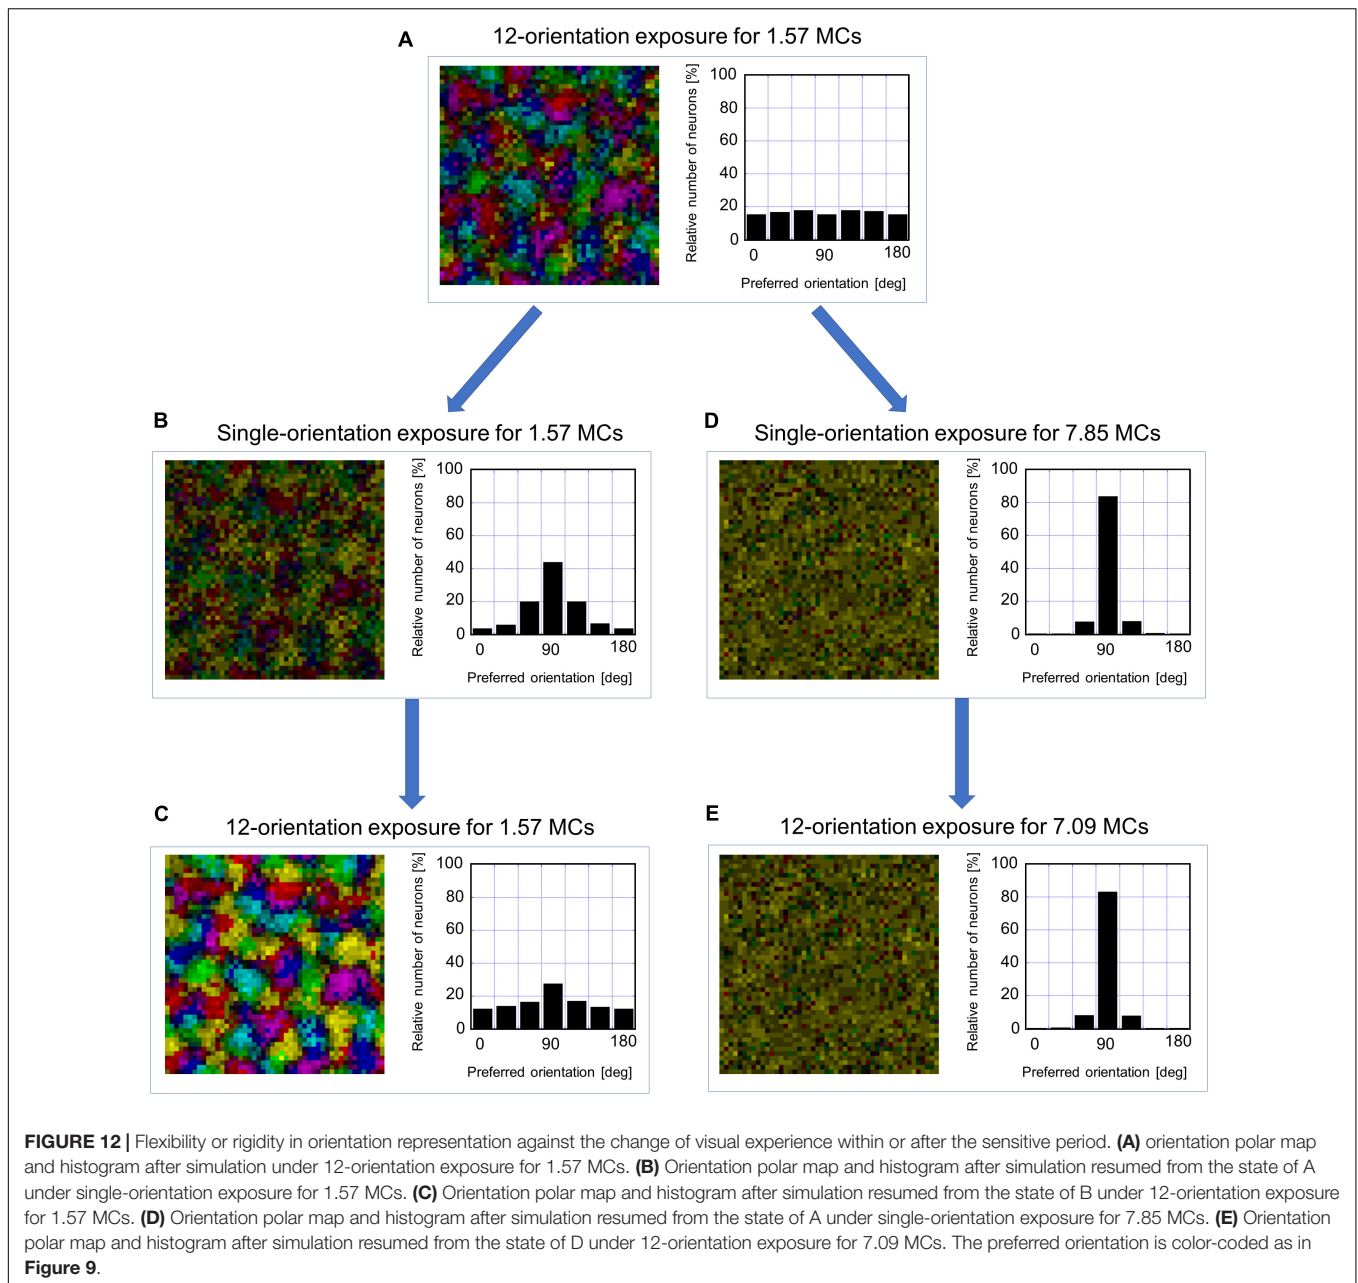 A
12-orientation exposure for 1.57 MCs
Relative number of neurons [%]
100
80
60
40
20
0
0 90 180
Preferred orientation [deg]
B
Single-orientation exposure for 1.57 MCs
Relative number of neurons [%]
100
80
60
40
20
0
0 90 180
Preferred orientation [deg]
D
Single-orientation exposure for 7.85 MCs
Relative number of neurons [%]
100
80
60
40
20
0
0 90 180
Preferred orientation [deg]
C
12-orientation exposure for 1.57 MCs
Relative number of neurons [%]
100
80
60
40
20
0
0 90 180
Preferred orientation [deg]
E
12-orientation exposure for 7.09 MCs
Relative number of neurons [%]
100
80
60
40
20
0
0 90 180
Preferred orientation [deg]
FIGURE 12 | Flexibility or rigidity in orientation representation against the change of visual experience within or after the sensitive period. (A) orientation polar map
and histogram after simulation under 12-orientation exposure for 1.57 MCs. (B) Orientation polar map and histogram after simulation resumed from the state of A
under single-orientation exposure for 1.57 MCs. (C) Orientation polar map and histogram after simulation resumed from the state of B under 12-orientation exposure
for 1.57 MCs. (D) Orientation polar map and histogram after simulation resumed from the state of A under single-orientation exposure for 7.85 MCs. (E) Orientation
polar map and histogram after simulation resumed from the state of D under 12-orientation exposure for 7.09 MCs. The preferred orientation is color-coded as in
Figure 9.